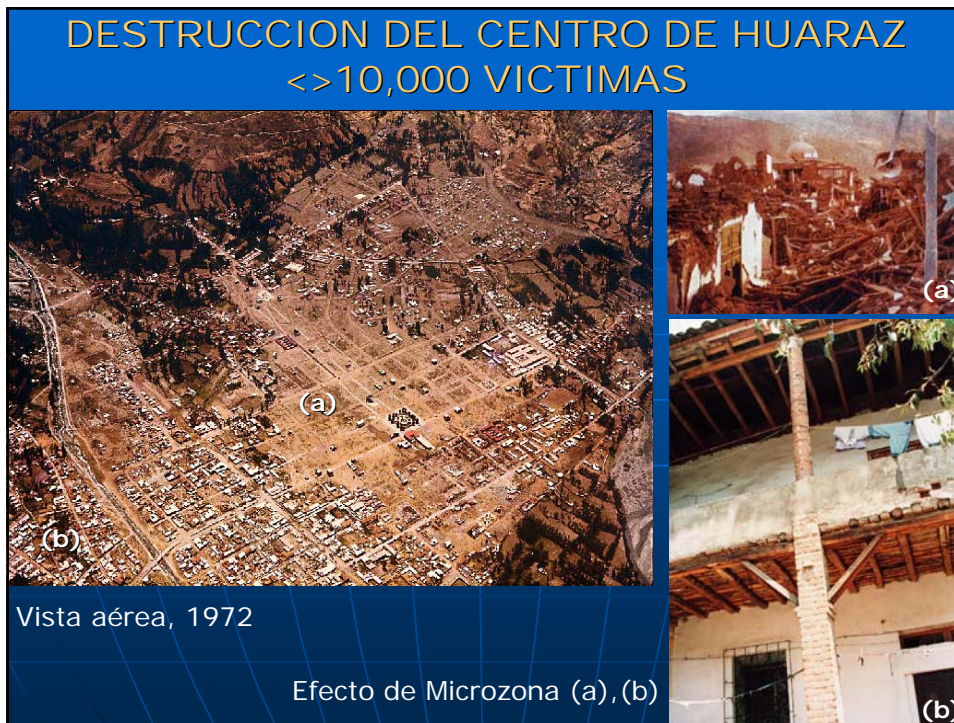 DESTRUCCION DEL CENTRO DE HUARAZ
<>10,000 VICTIMAS
(a)
(b)
(a)
(b)
Vista aérea, 1972
Efecto de Microzona (a),(b)